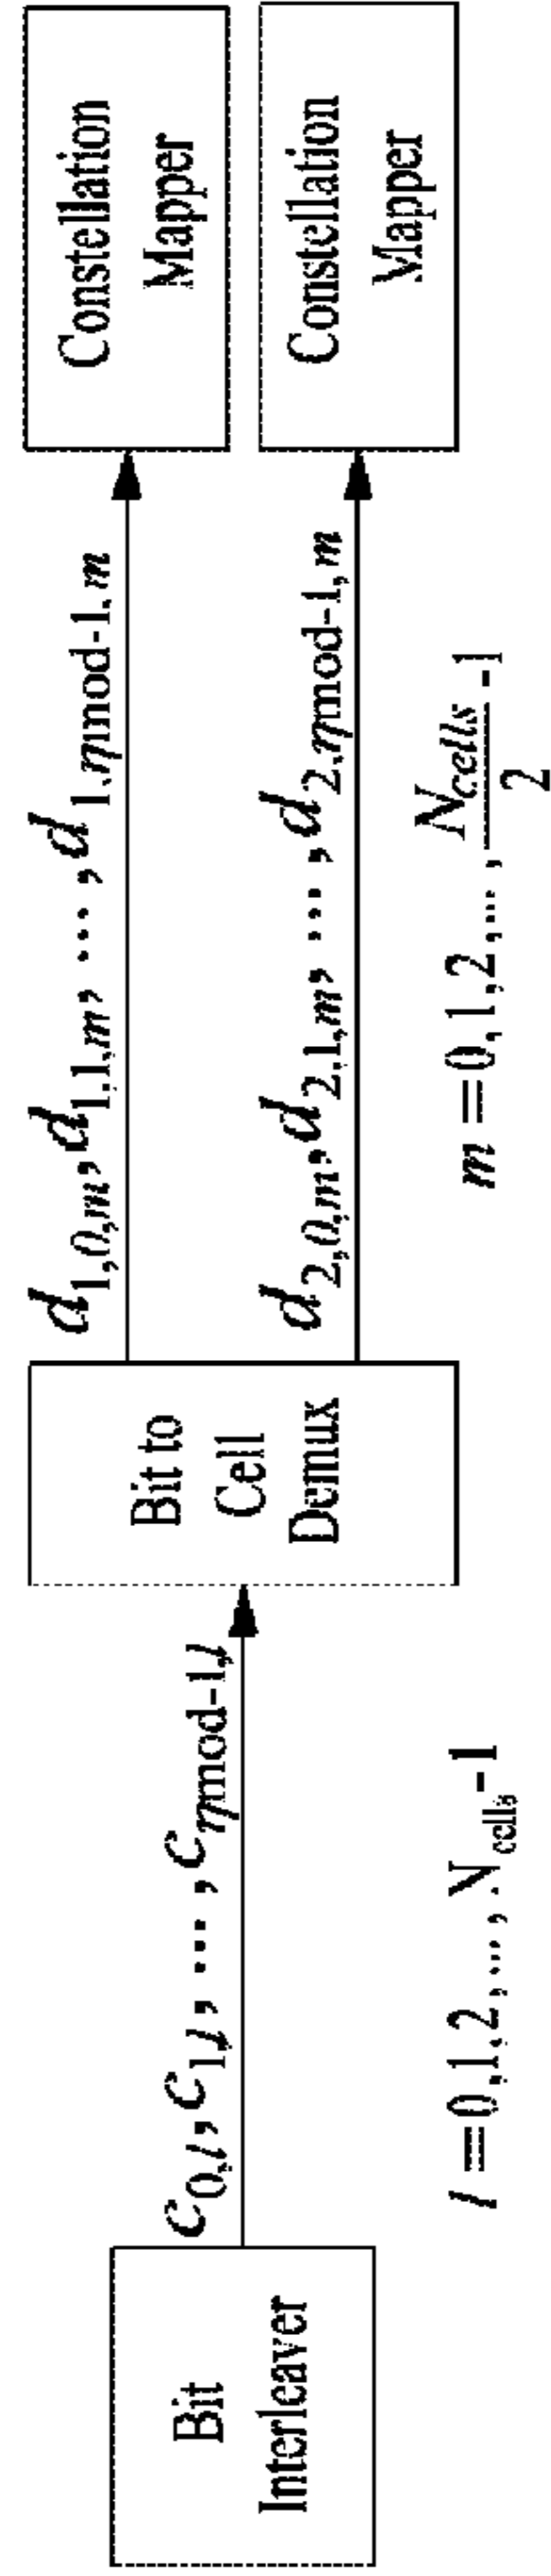 Bit
Interleaver
c0,l, c1,l, ..., cηmod-1,l
l=0,1,2,...,Ncells-1
Bit to
Cell
Demux
d1,0,m, d1,1,m, ..., d1,ηmod-1,m
d2,0,m, d2,1,m, ..., d2,ηmod-1,m
m=0,1,2,...,Ncells/2-1
Constellation
Mapper
Constellation
Mapper